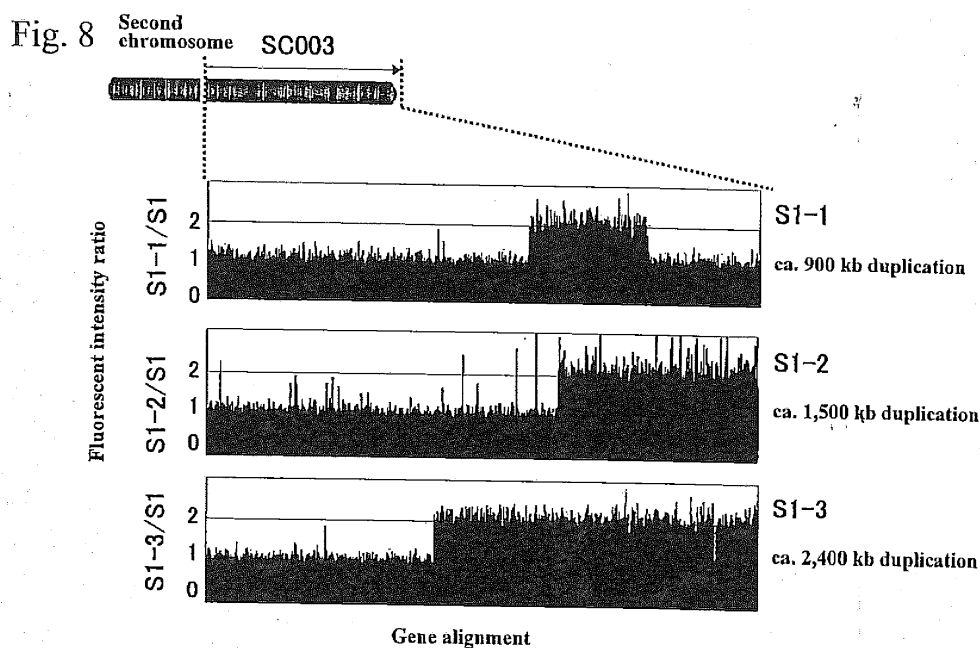 Fig. 8
Second
chromosome
SC003
Fluorescent intensity ratio
S1-1/S1
2
1
0
S1-1
ca. 900 kb duplication
S1-2/S1
2
1
0
S1-2
ca. 1,500 kb duplication
S1-3/S1
2
1
0
S1-3
ca. 2,400 kb duplication
Gene alignment